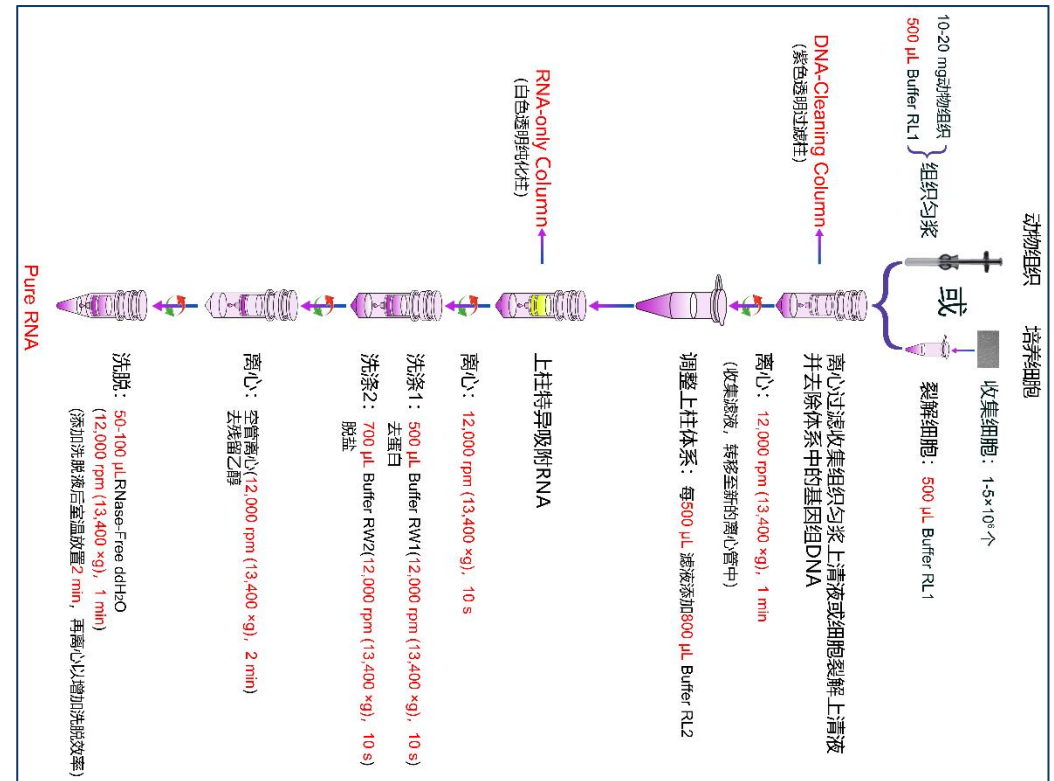 动物组织
培养细胞
10-20 mg动物组织
500 μL Buffer RL1
组织匀浆
或
收集细胞：1-5×10⁶ 个
裂解细胞：500 μL Buffer RL1
DNA-Cleaning Column
(紫色透明过滤柱)
离心过滤收集组织匀浆上清液或细胞裂解上清液
并去除体系中的基因组DNA
离心：12,000 rpm (13,400 ×g)，1 min
(收集滤液，转移至新的离心管中)
调整上柱体系：每500 μL 滤液添加800 μL Buffer RL2
RNA-only Column
(白色透明纯化柱)
上柱特异吸附RNA
离心：12,000 rpm (13,400 ×g)，10 s
洗涤1：500 μL Buffer RW1(12,000 rpm (13,400 ×g)，10 s)
去蛋白
洗涤2：700 μL Buffer RW2(12,000 rpm (13,400 ×g)，10 s)
脱盐
离心：空管离心(12,000 rpm (13,400 ×g)，2 min)
去残留乙醇
洗脱：50-100 μLRNase-Free ddH₂O
(12,000 rpm (13,400 ×g)，1 min)
(添加洗脱液后室温放置2 min，再离心以增加洗脱效率)
Pure RNA